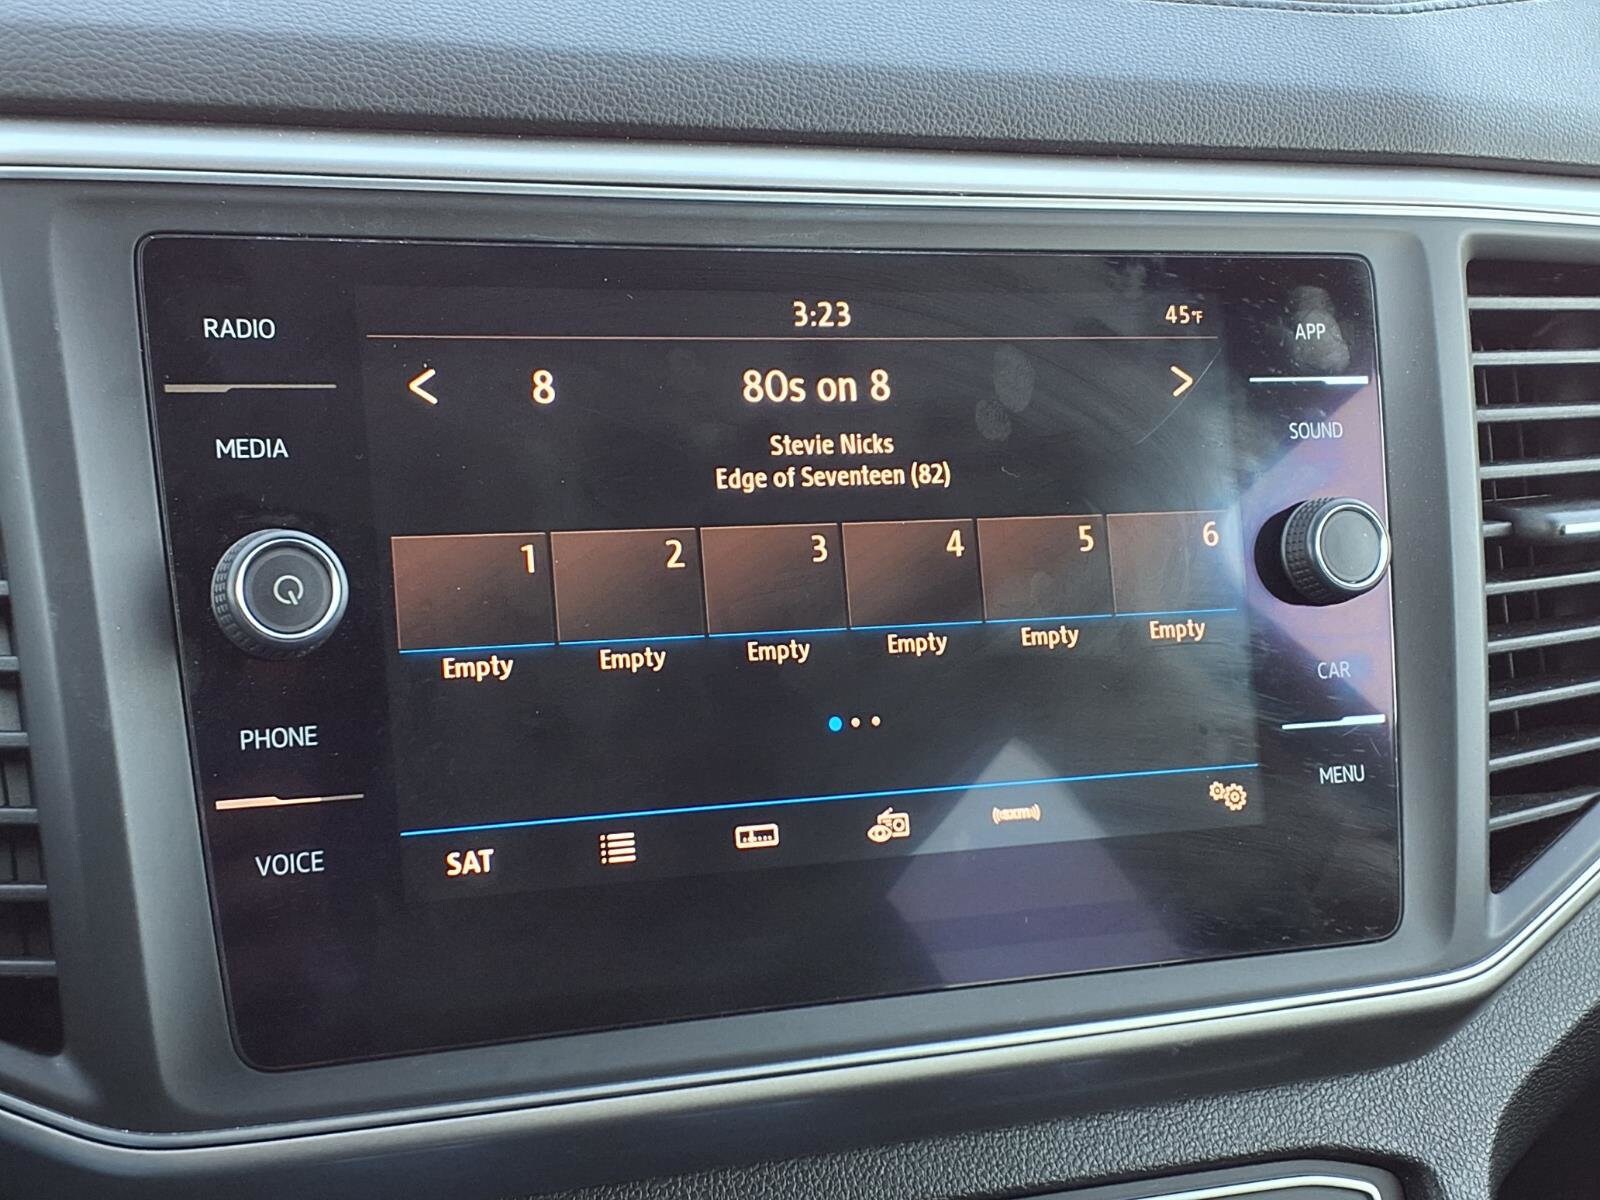 3:23 45°F
RADIO
APP
< 8 80s on 8 >
MEDIA
SOUND
Stevie Nicks
Edge of Seventeen (82)
1 2 3 4 5 6
Empty Empty Empty Empty Empty Empty
CAR
PHONE
MENU
VOICE
SAT
((sxm))